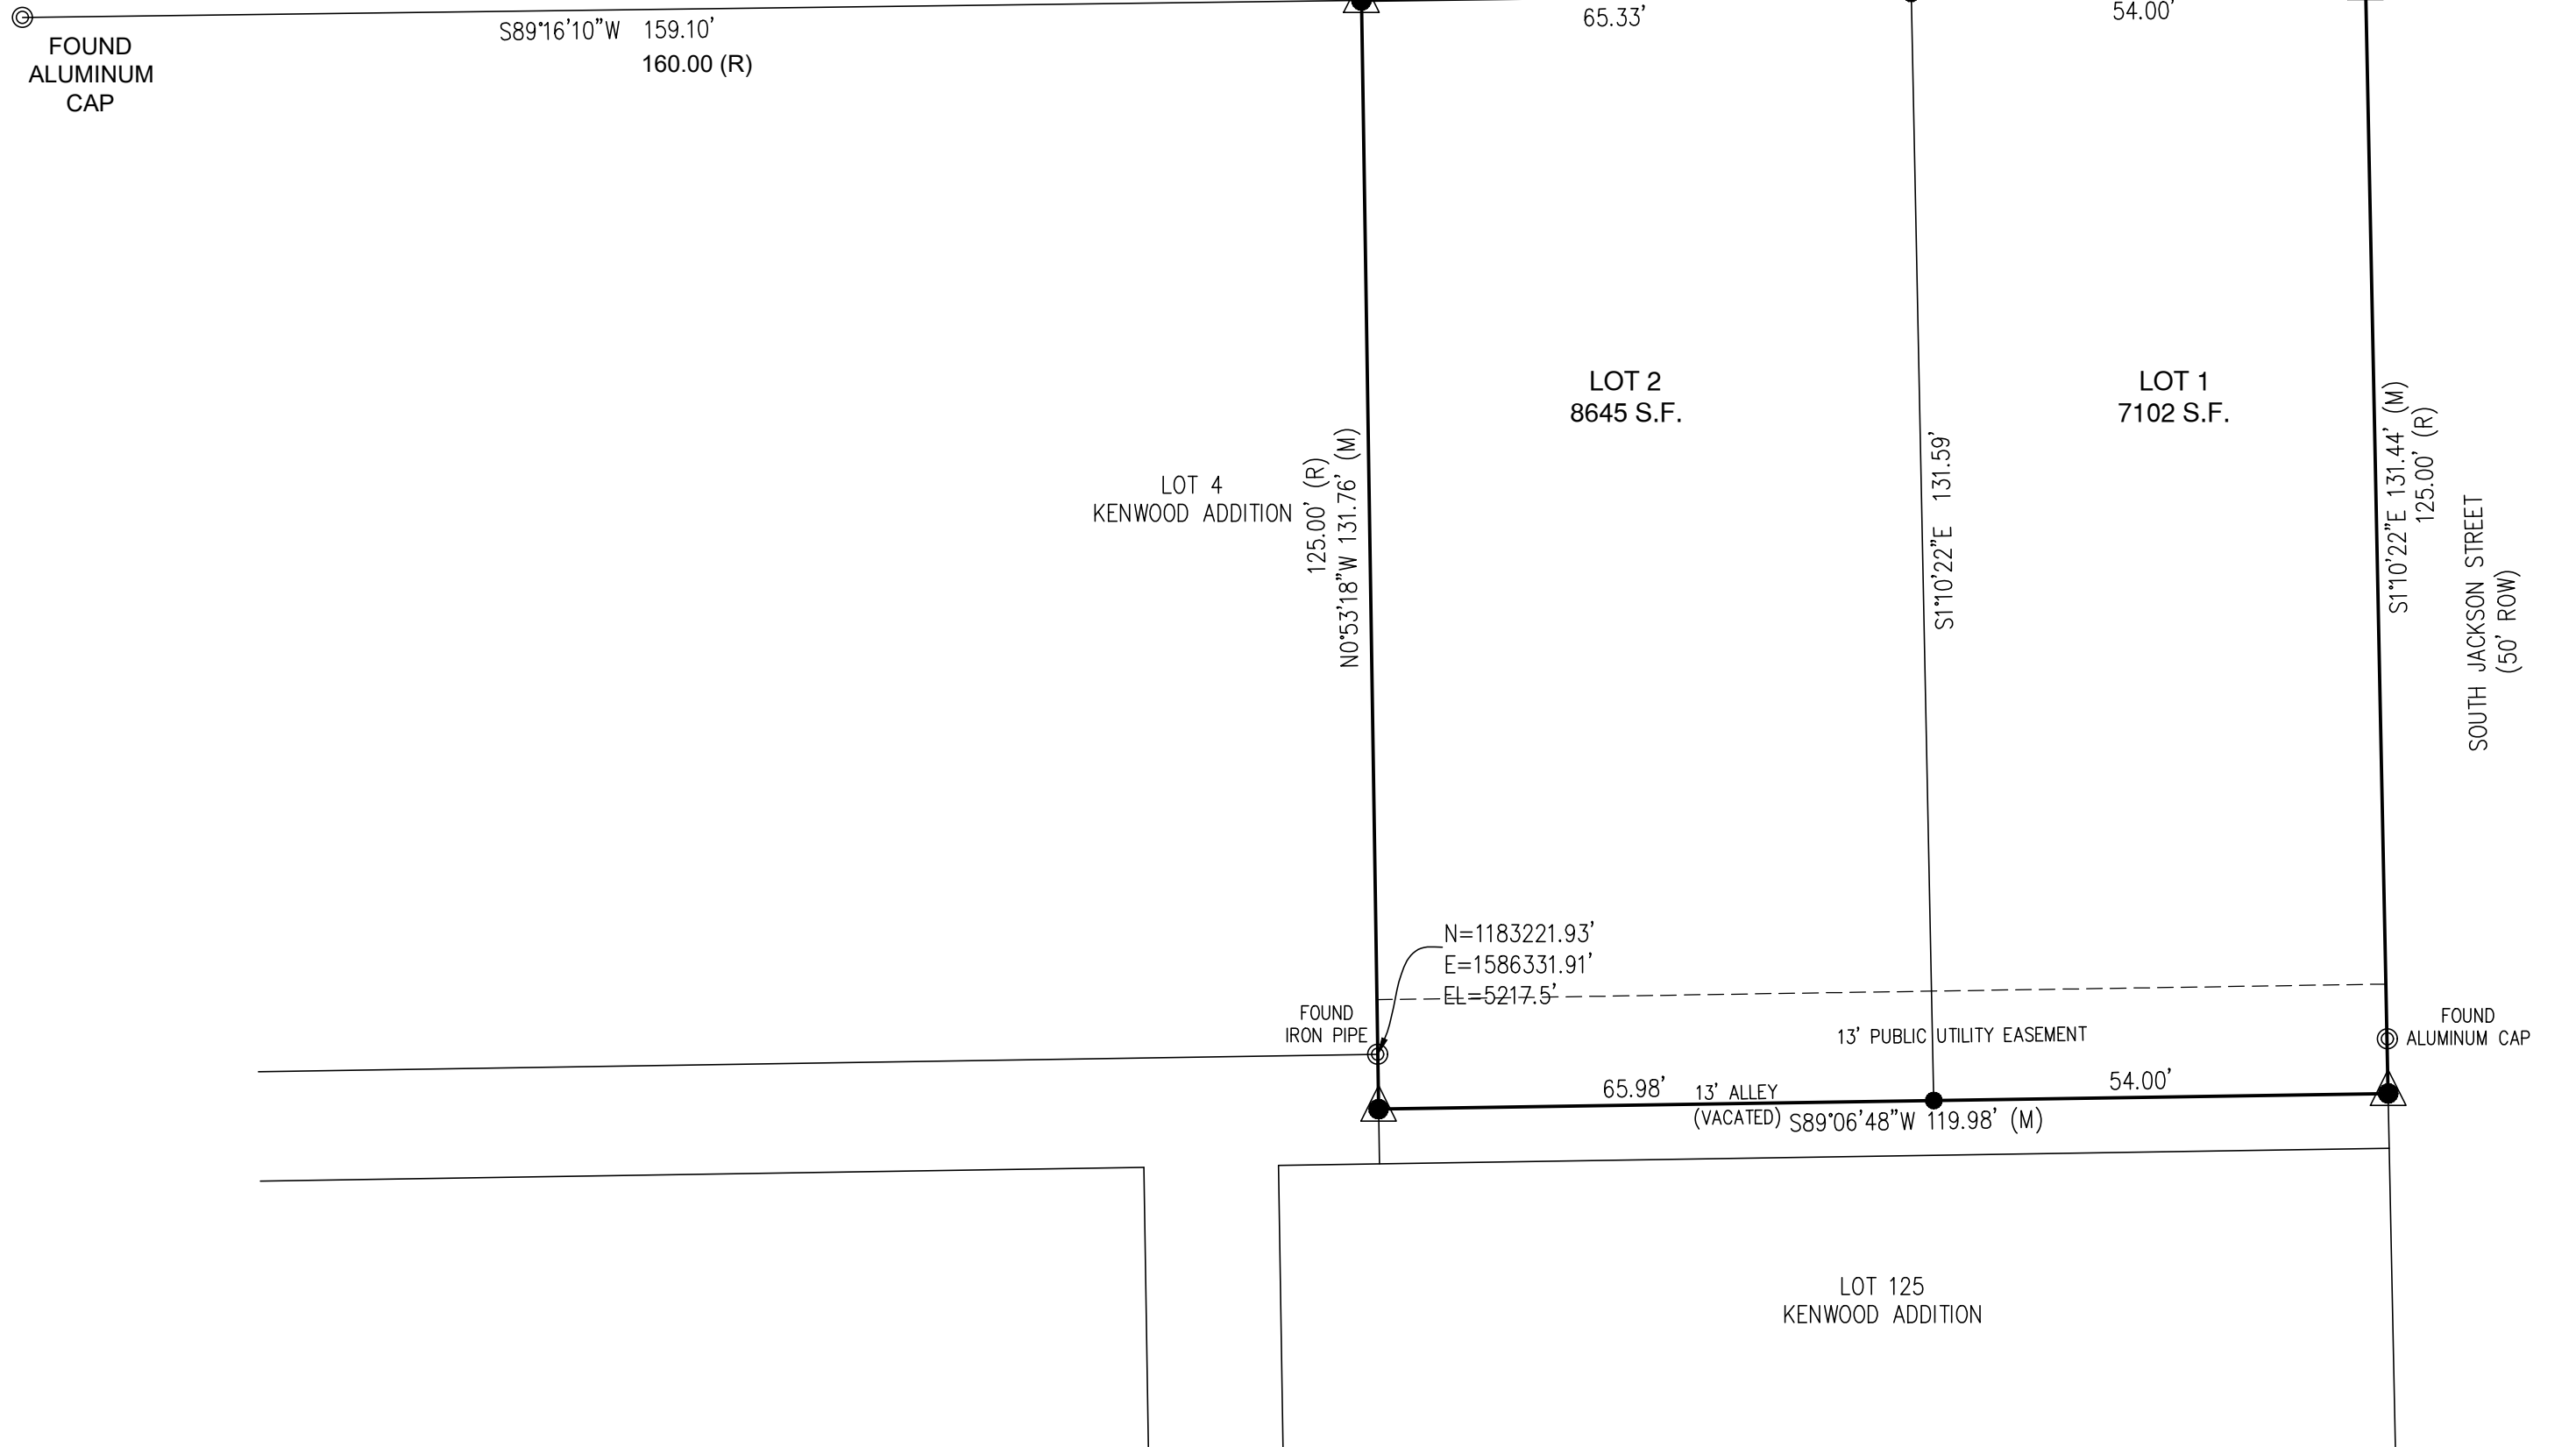 S89°16'10"W 159.10'
160.00 (R)
65.33'
54.00'
FOUND
ALUMINUM
CAP
LOT 2
8645 S.F.
LOT 1
7102 S.F.
LOT 4
KENWOOD ADDITION
125.00' (R)
N0°53'18"W 131.76' (M)
S1°10'22"E 131.59'
S1°10'22"E 131.44' (M)
125.00' (R)
SOUTH JACKSON STREET
(50' ROW)
N=1183221.93'
E=1586331.91'
EL=5217.5'
FOUND
IRON PIPE
13' PUBLIC UTILITY EASEMENT
FOUND
ALUMINUM CAP
65.98'
13' ALLEY
(VACATED)
54.00'
S89°06'48"W 119.98' (M)
LOT 125
KENWOOD ADDITION